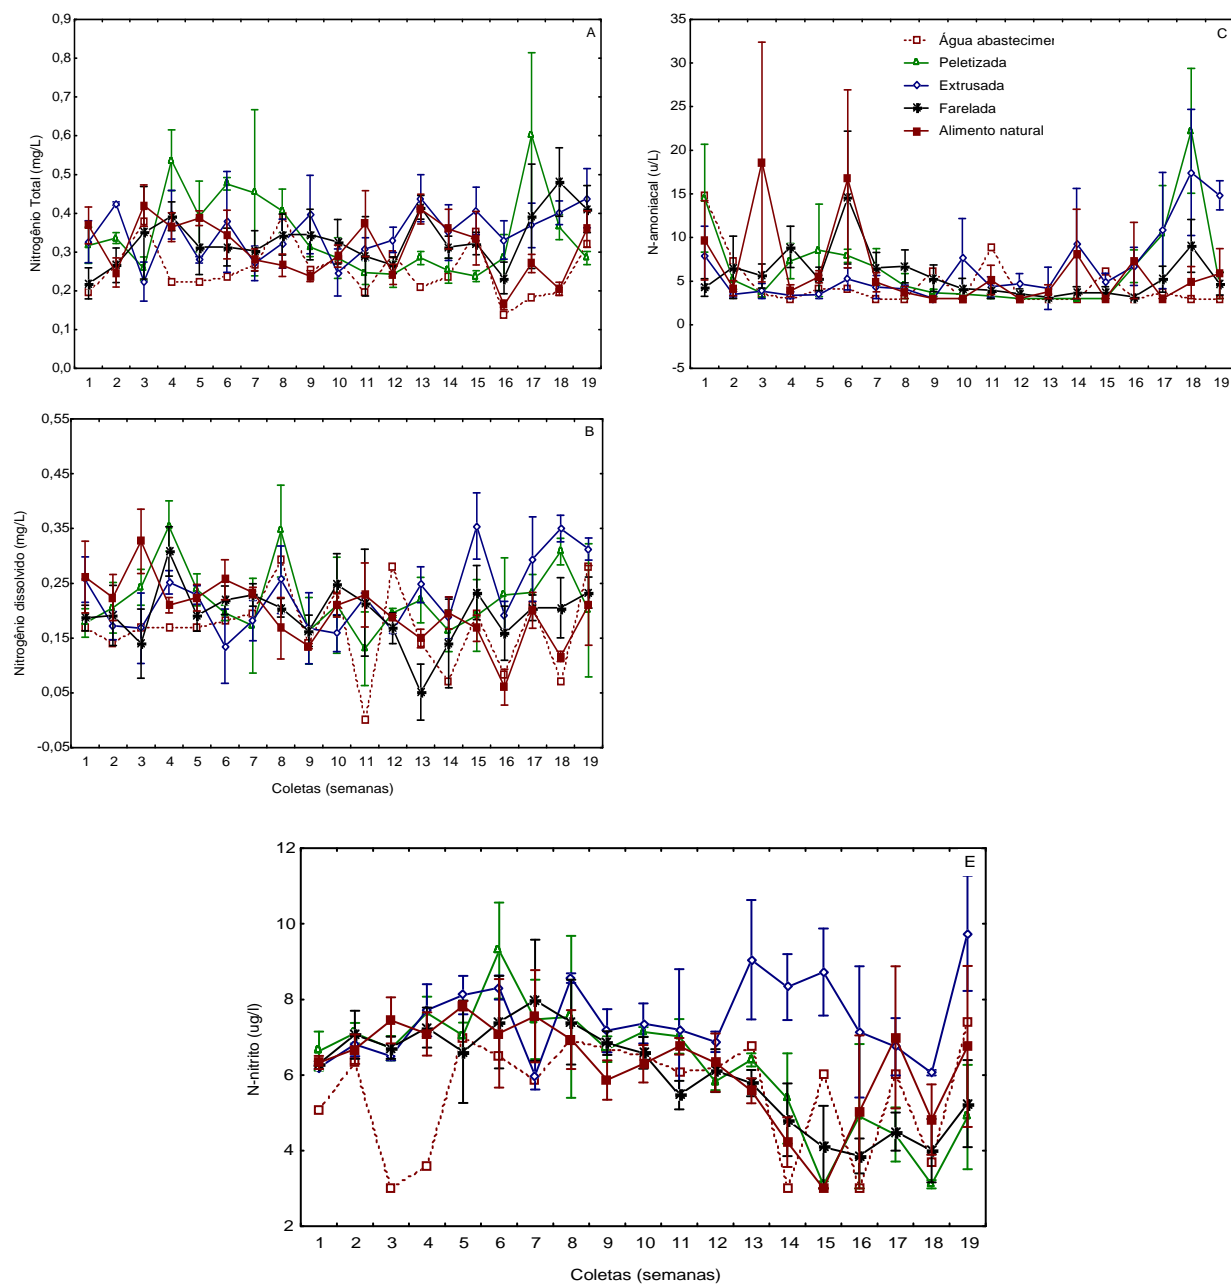 A
Nitrogênio Total (mg/L)
0,9
0,8
0,7
0,6
0,5
0,4
0,3
0,2
0,1
0,0
1 2 3 4 5 6 7 8 9 10 11 12 13 14 15 16 17 18 19
C
N-amoniacal (u/L)
35
30
25
20
15
10
5
0
-5
Água abastecimer
Peletizada
Extrusada
Farelada
Alimento natural
1 2 3 4 5 6 7 8 9 10 11 12 13 14 15 16 17 18 19
B
Nitrogênio dissolvido (mg/L)
0,55
0,45
0,35
0,25
0,15
0,05
-0,05
1 2 3 4 5 6 7 8 9 10 11 12 13 14 15 16 17 18 19
Coletas (semanas)
E
N-nitrito (ug/l)
12
10
8
6
4
2
1 2 3 4 5 6 7 8 9 10 11 12 13 14 15 16 17 18 19
Coletas (semanas)